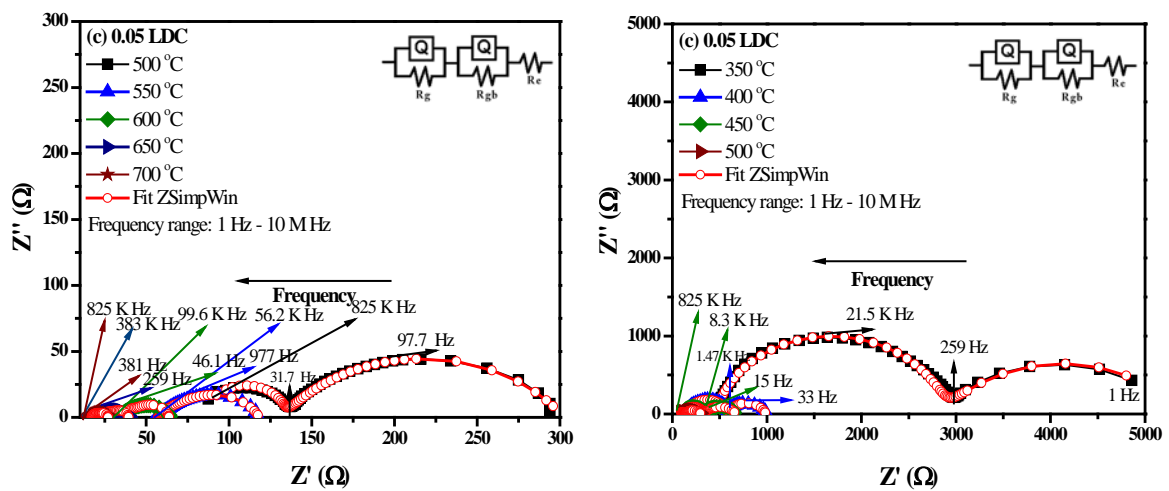 (c) 0.05 LDC
500 °C
550 °C
600 °C
650 °C
700 °C
Fit ZSimpWin
Frequency range: 1 Hz - 10 M Hz
Q
Q
Rg
Rgb
Re
Frequency
825 K Hz
383 K Hz
99.6 K Hz
56.2 K Hz
825 K Hz
381 Hz
259 Hz
46.1 Hz
977 Hz
31.7 Hz
97.7 Hz
300
250
200
150
100
50
0
50
100
150
200
250
300
Z'' (Ω)
Z' (Ω)
(c) 0.05 LDC
350 °C
400 °C
450 °C
500 °C
Fit ZSimpWin
Frequency range: 1 Hz - 10 M Hz
Q
Q
Rg
Rgb
Re
Frequency
825 K Hz
8.3 K Hz
1.47 K Hz
21.5 K Hz
259 Hz
15 Hz
33 Hz
1 Hz
5000
4000
3000
2000
1000
0
0
1000
2000
3000
4000
5000
Z'' (Ω)
Z' (Ω)